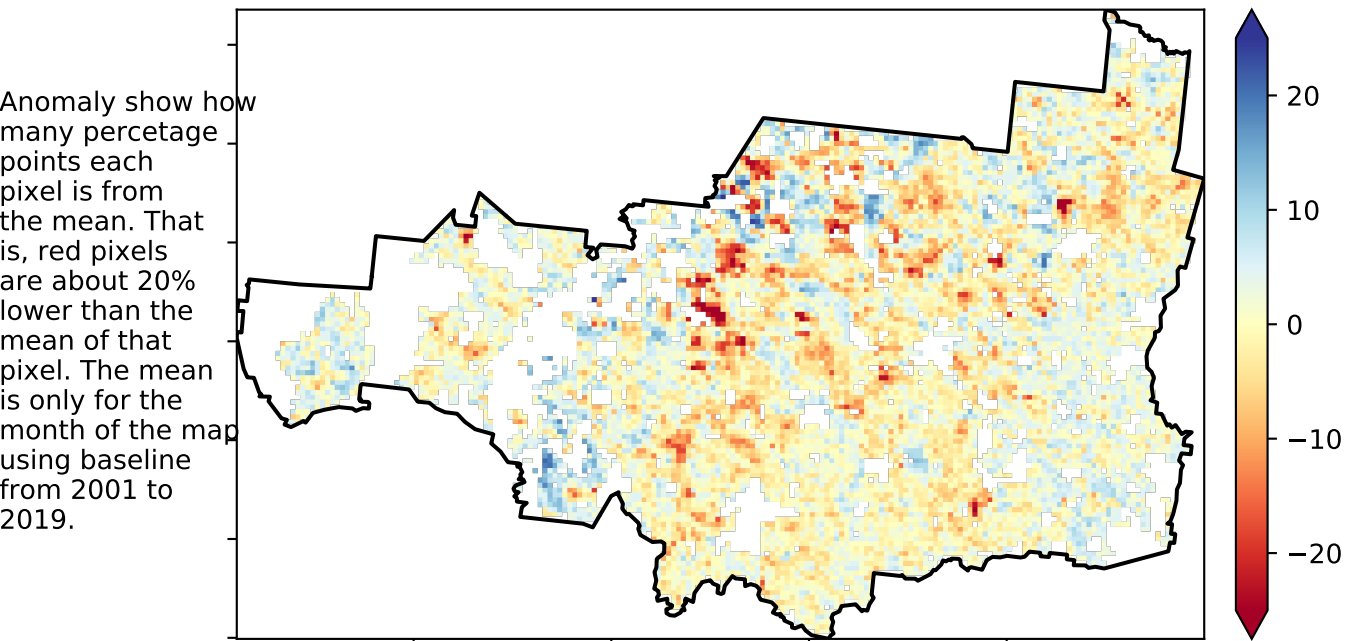 Anomaly show how
many percetage
points each
pixel is from
the mean. That
is, red pixels
are about 20%
lower than the
mean of that
pixel. The mean
is only for the
month of the map
using baseline
from 2001 to
2019.
20
10
0
−10
−20